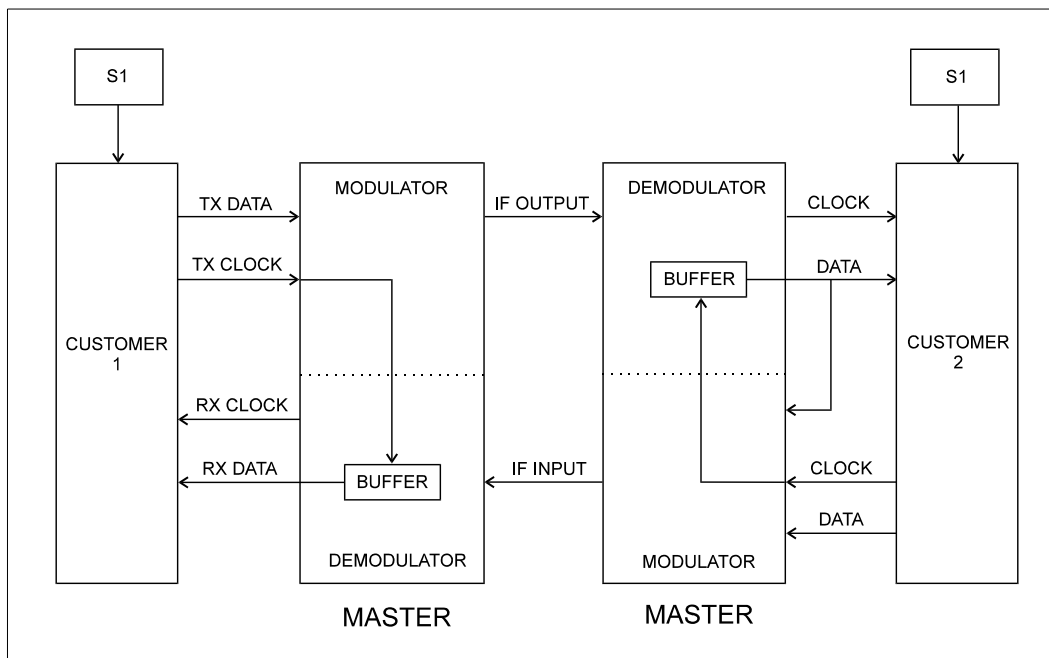 S1
S1
MODULATOR
DEMODULATOR
TX DATA
IF OUTPUT
CLOCK
TX CLOCK
BUFFER
DATA
CUSTOMER
1
CUSTOMER
2
RX CLOCK
RX DATA
BUFFER
IF INPUT
CLOCK
DATA
DEMODULATOR
MODULATOR
MASTER
MASTER